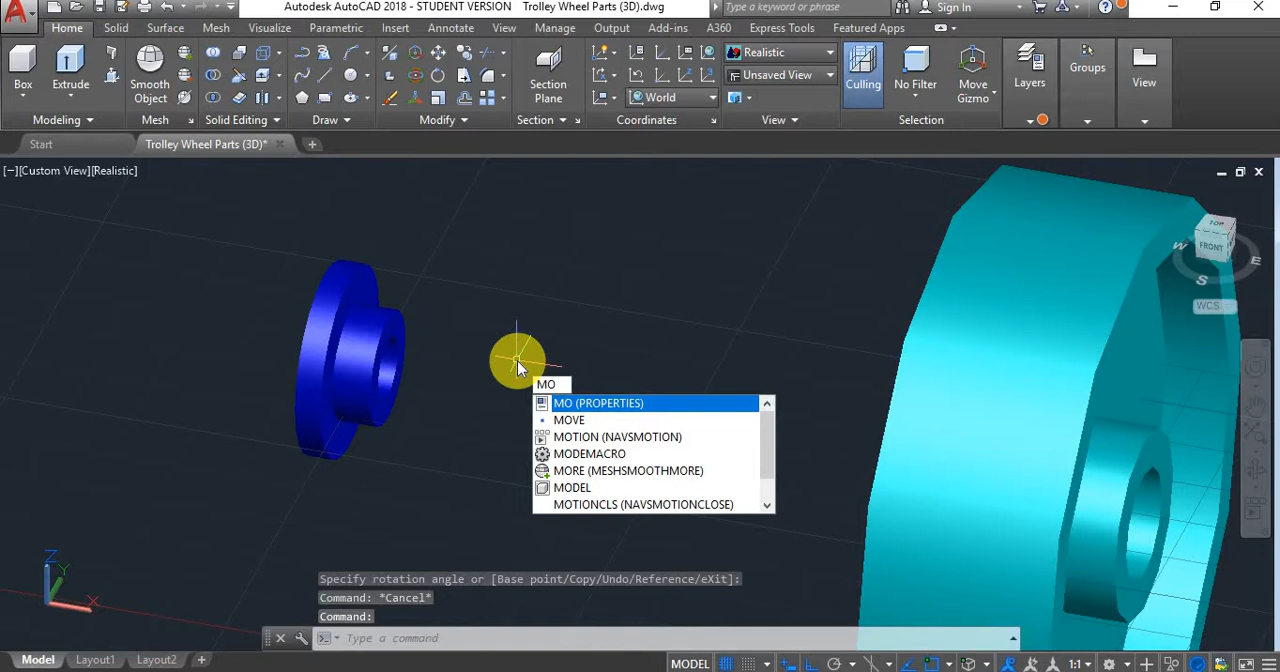 Autodesk AutoCAD 2018 - STUDENT VERSION Trolley Wheel Parts (3D).dwg
Type a keyword or phrase
Sign In
Home Solid Surface Mesh Visualize Parametric Insert Annotate View Manage Output Add-ins A360 Express Tools Featured Apps
Box
Extrude
Smooth Object
Section Plane
Realistic
Unsaved View
World
Culling
No Filter
Move Gizmo
Layers
Groups
View
Modeling Mesh Solid Editing Draw Modify Section Coordinates View Selection
Start Trolley Wheel Parts (3D)*
[−][Custom View][Realistic]
TOP
FRONT
W
E
S
WCS
MO
MO (PROPERTIES)
MOVE
MOTION (NAVSMOTION)
MODEMACRO
MORE (MESHSMOOTHMORE)
MODEL
MOTIONCLS (NAVSMOTIONCLOSE)
Z
Y
X
Specify rotation angle or [Base point/Copy/Undo/Reference/eXit]:
Command: *Cancel*
Command:
Type a command
Model Layout1 Layout2 +
MODEL 1:1